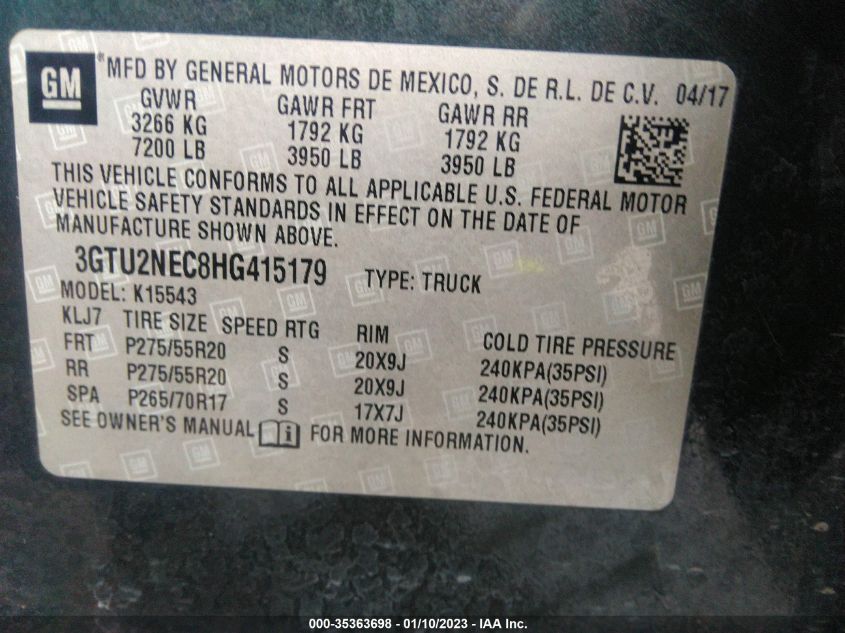 GM
MFD BY GENERAL MOTORS DE MEXICO, S. DE R.L. DE C.V. 04/17
GVWR GAWR FRT GAWR RR
3266 KG 1792 KG 1792 KG
7200 LB 3950 LB 3950 LB
THIS VEHICLE CONFORMS TO ALL APPLICABLE U.S. FEDERAL MOTOR
VEHICLE SAFETY STANDARDS IN EFFECT ON THE DATE OF
MANUFACTURE SHOWN ABOVE.
3GTU2NEC8HG415179 TYPE: TRUCK
MODEL: K15543
KLJ7 TIRE SIZE SPEED RTG RIM COLD TIRE PRESSURE
FRT P275/55R20 S 20X9J 240KPA(35PSI)
RR P275/55R20 S 20X9J 240KPA(35PSI)
SPA P265/70R17 S 17X7J 240KPA(35PSI)
SEE OWNER'S MANUAL FOR MORE INFORMATION.
000-35363698 - 01/10/2023 - IAA Inc.